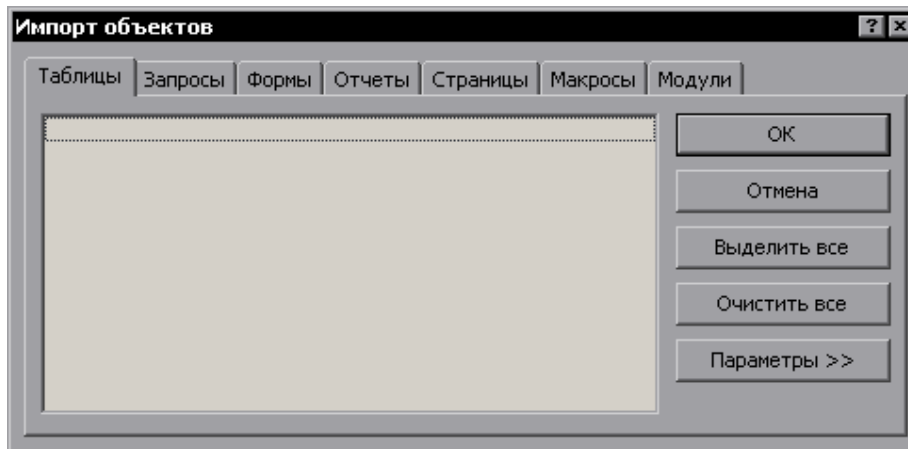 Импорт объектов
Таблицы Запросы Формы Отчеты Страницы Макросы Модули
ОК
Отмена
Выделить все
Очистить все
Параметры >>